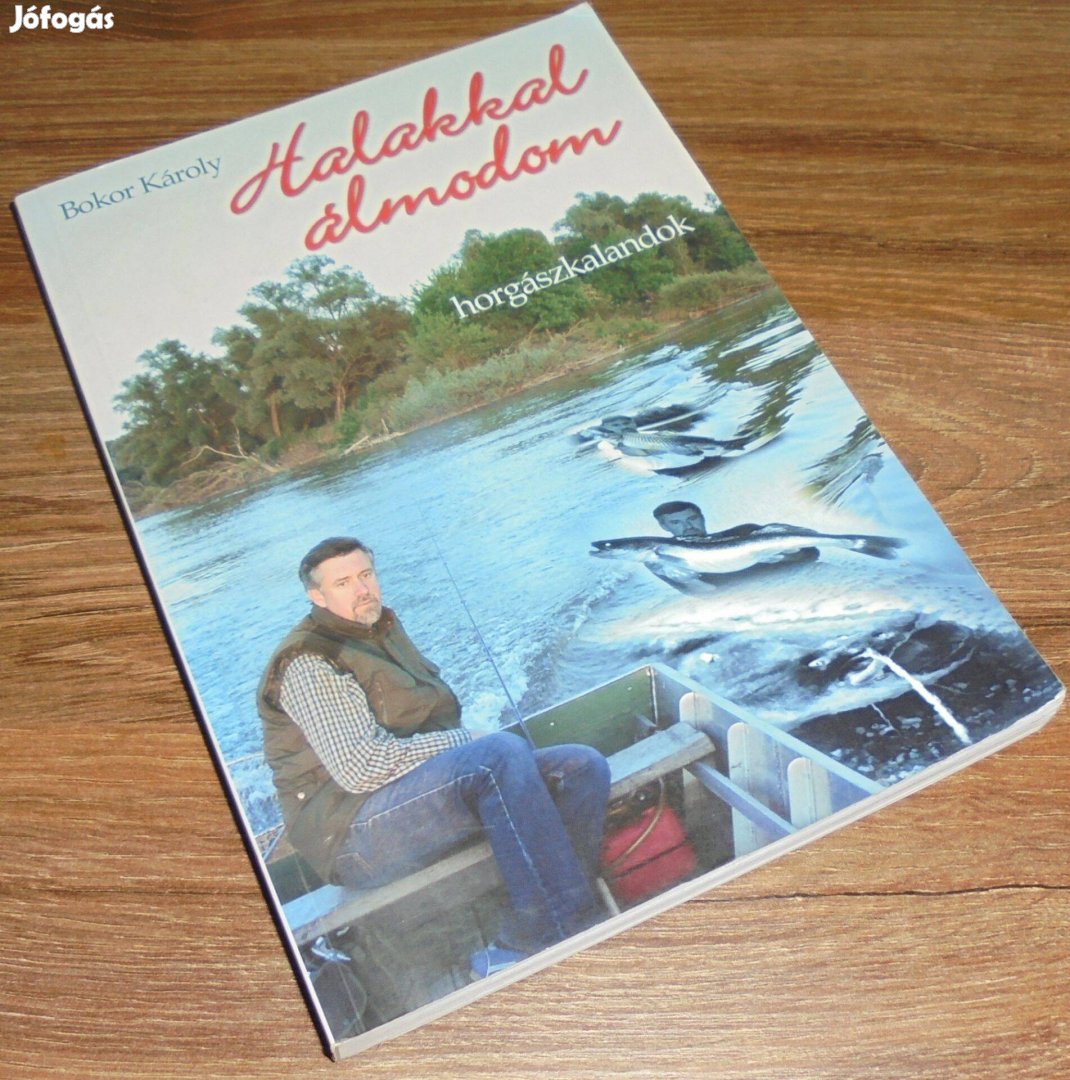 Jófogás
Bokor Károly
Halakkal
álmodom
horgászkalandok